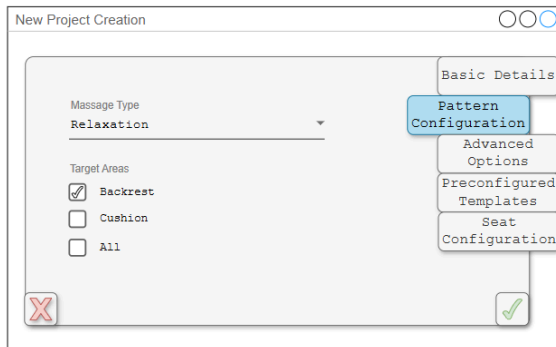 New Project Creation
Basic Details
Massage Type
Relaxation
Pattern
Configuration
Advanced
Options
Target Areas
Backrest
Cushion
All
Preconfigured
Templates
Seat
Configuration